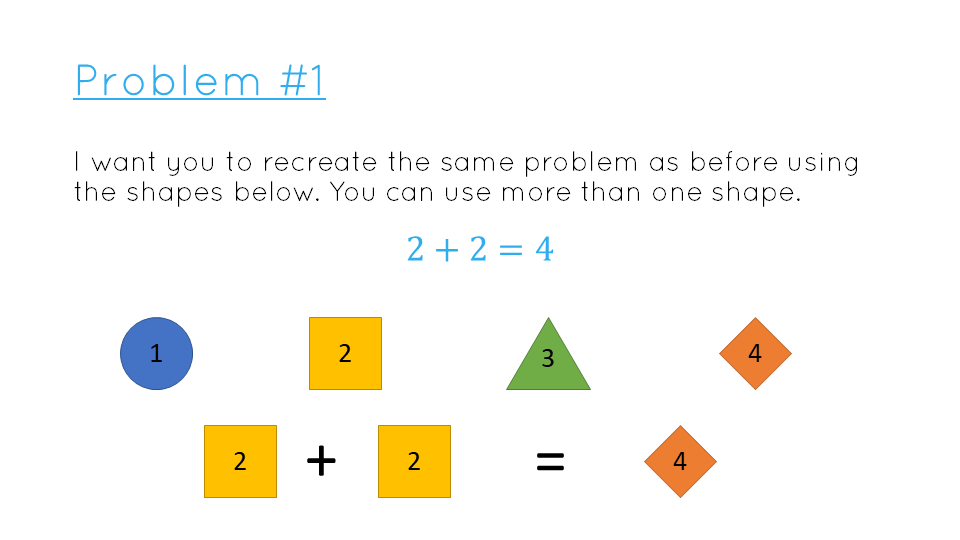 Problem #1
I want you to recreate the same problem as before using
the shapes below. You can use more than one shape.
2 + 2 = 4
1 2 3 4
2 + 2 = 4